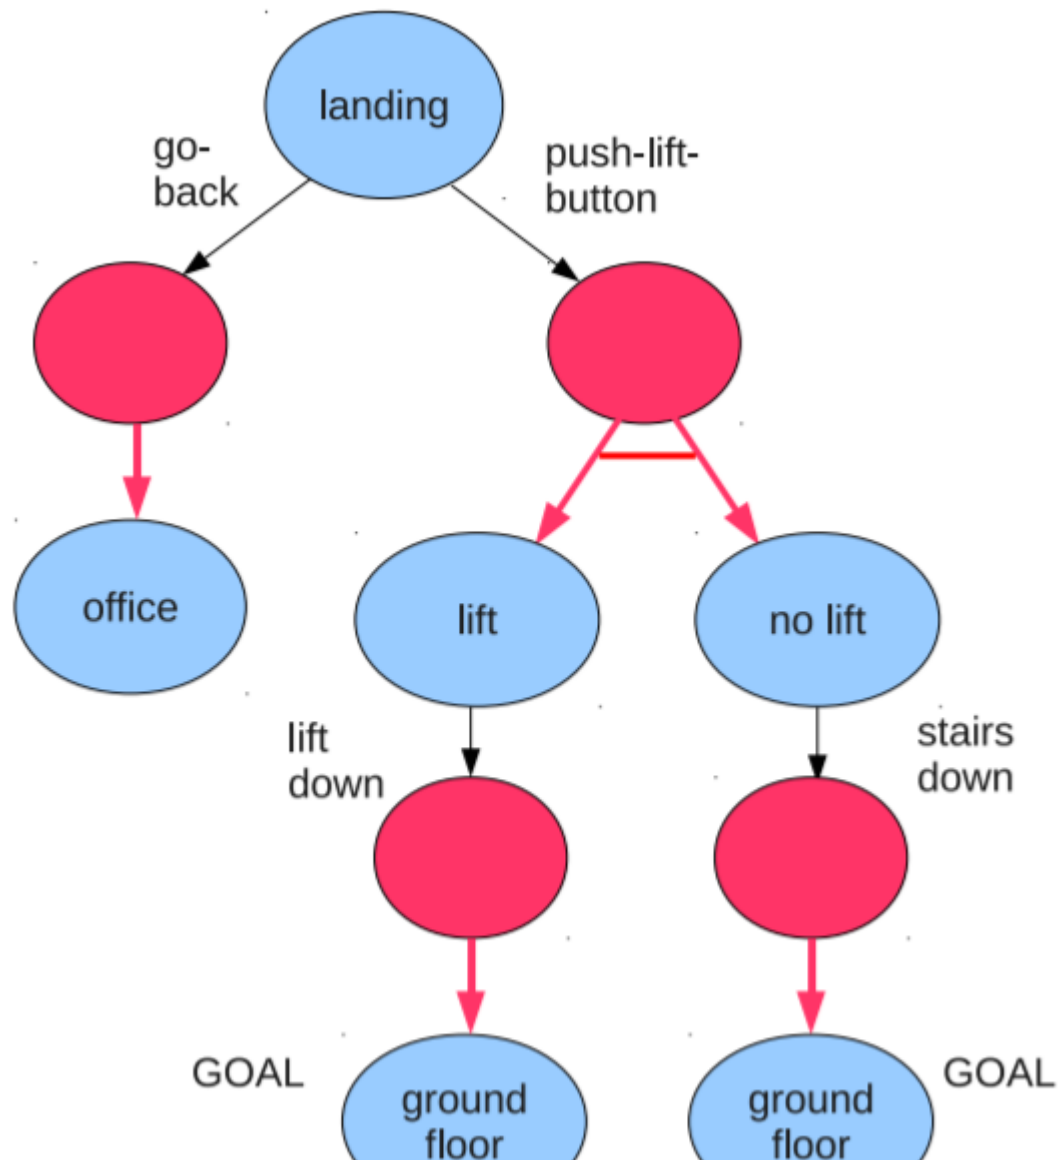 landing
go-
back
push-lift-
button
office
lift
no lift
lift
down
stairs
down
GOAL
ground
floor
ground
floor
GOAL